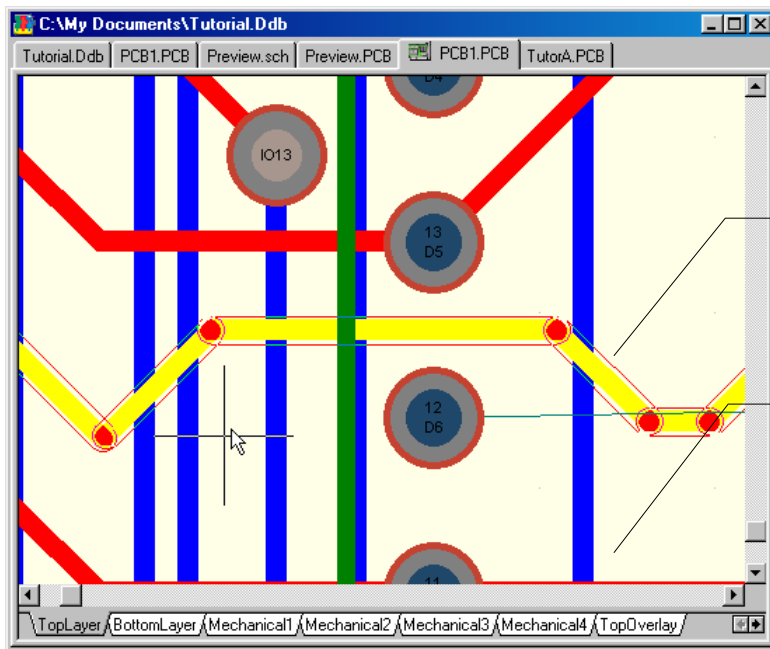 C:\My Documents\Tutorial.Ddb
Tutorial.Ddb PCB1.PCB Preview.sch Preview.PCB PCB1.PCB TutorA.PCB
D4
IO13
13
D5
12
D6
11
TopLayer BottomLayer Mechanical1 Mechanical2 Mechanical3 Mechanical4 TopOverlay